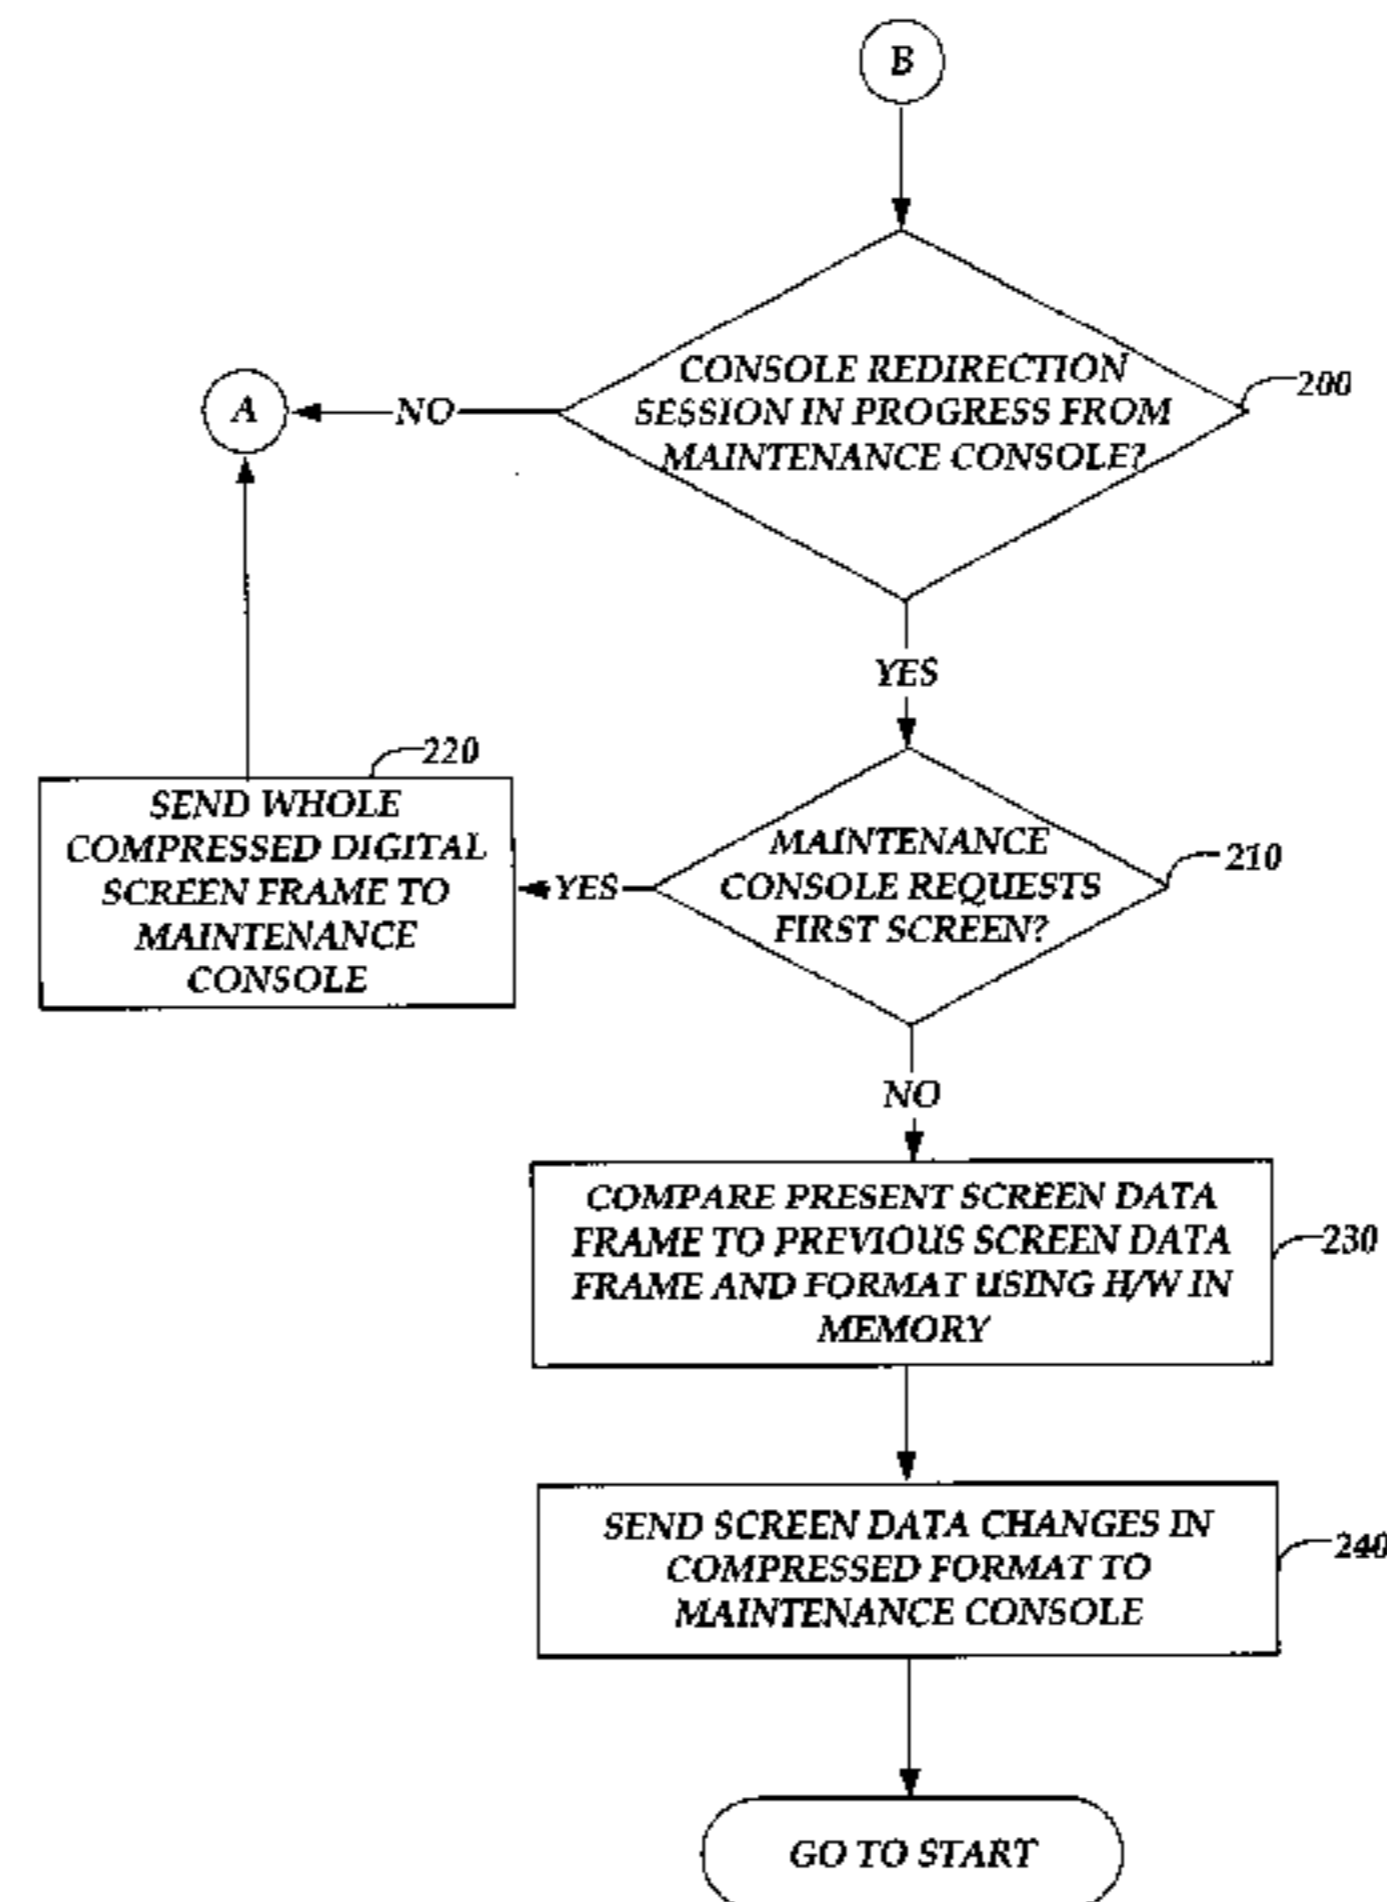 B
CONSOLE REDIRECTION
SESSION IN PROGRESS FROM
MAINTENANCE CONSOLE?
200
A
NO
YES
220
SEND WHOLE
COMPRESSED DIGITAL
SCREEN FRAME TO
MAINTENANCE
CONSOLE
YES
MAINTENANCE
CONSOLE REQUESTS
FIRST SCREEN?
210
NO
COMPARE PRESENT SCREEN DATA
FRAME TO PREVIOUS SCREEN DATA
FRAME AND FORMAT USING H/W IN
MEMORY
230
SEND SCREEN DATA CHANGES IN
COMPRESSED FORMAT TO
MAINTENANCE CONSOLE
240
GO TO START